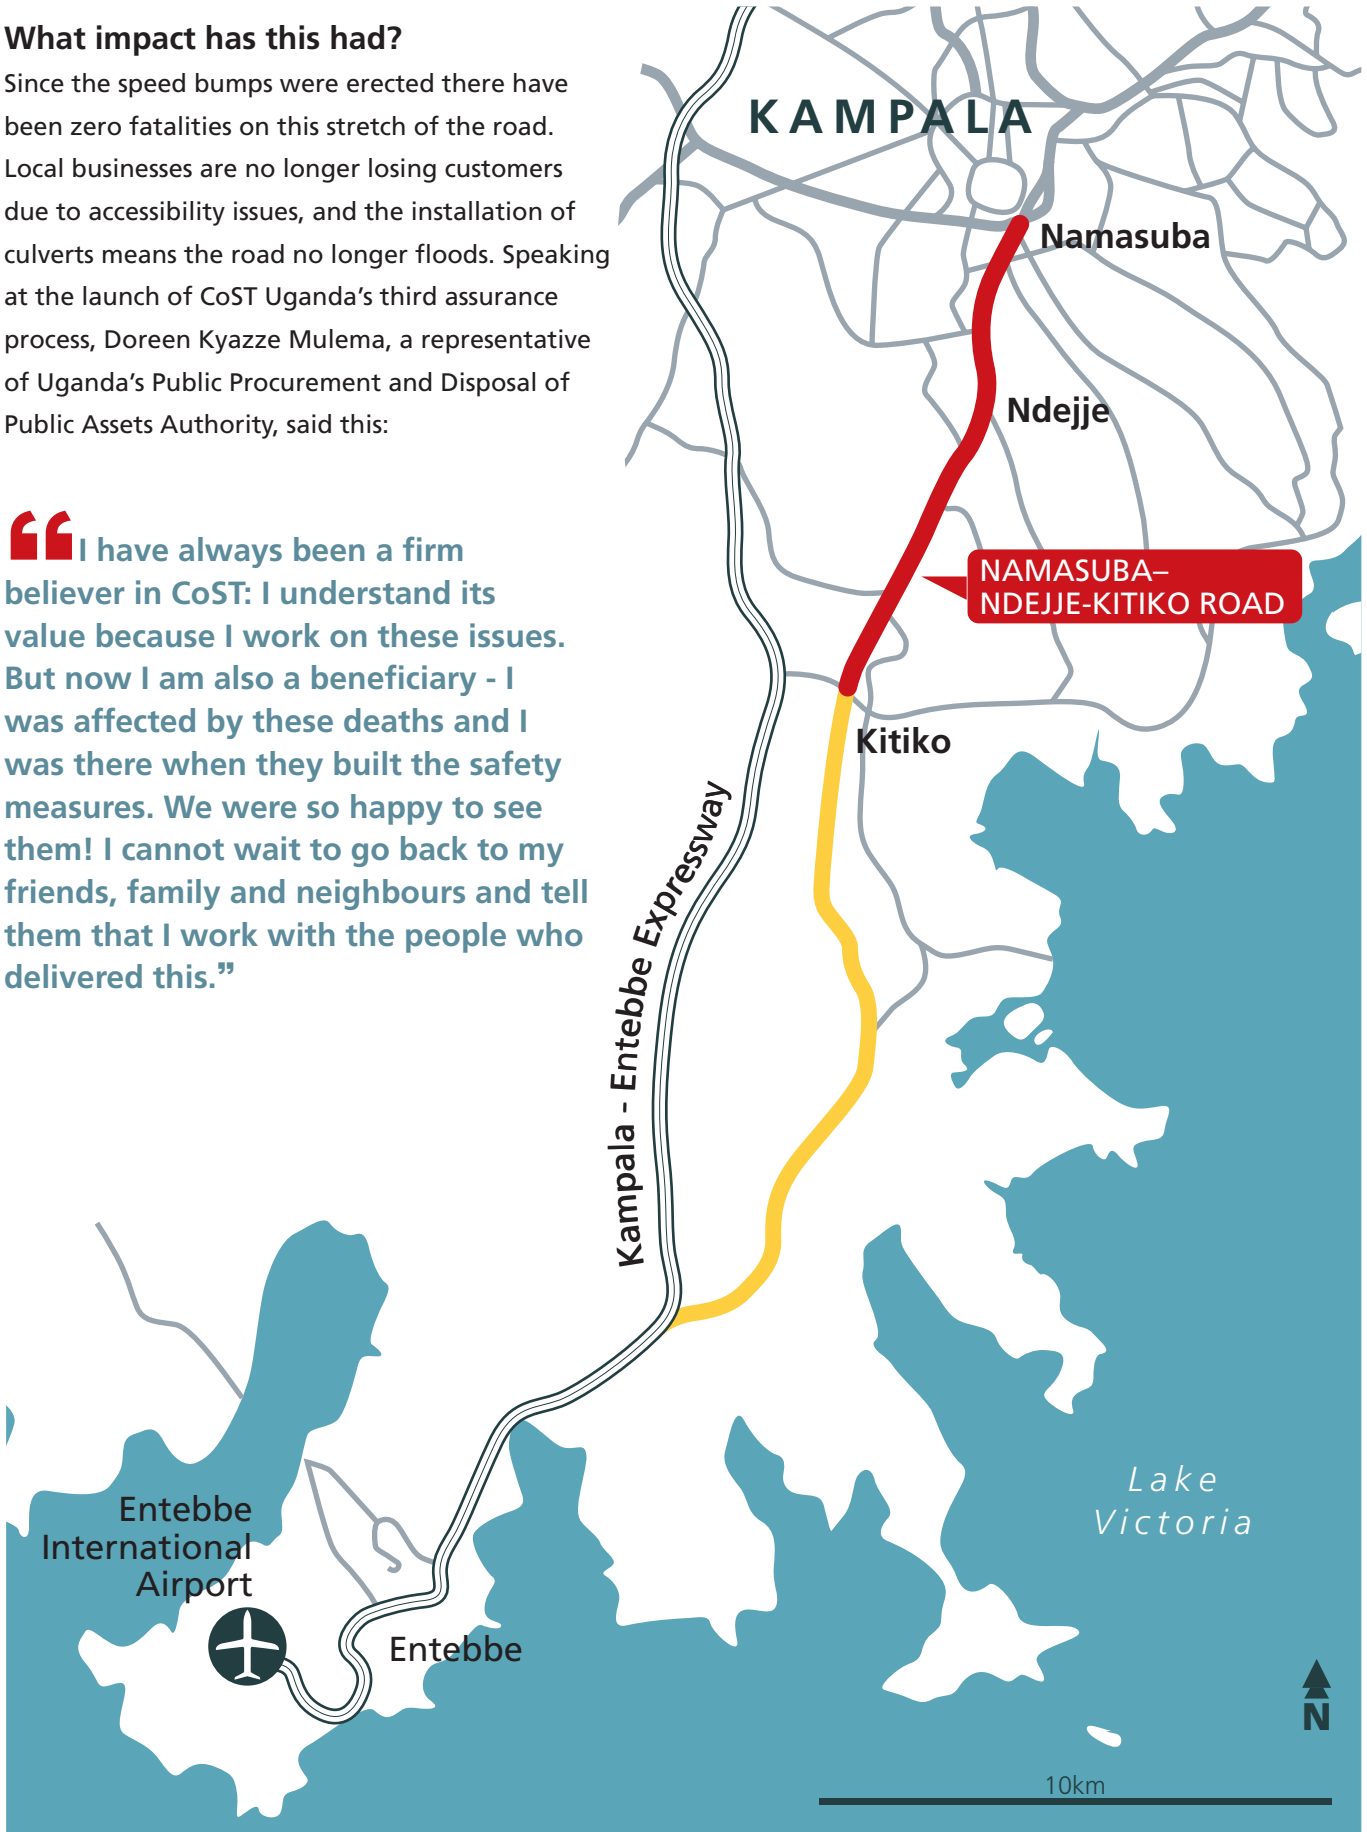 What impact has this had?
Since the speed bumps were erected there have
been zero fatalities on this stretch of the road.
Local businesses are no longer losing customers
due to accessibility issues, and the installation of
culverts means the road no longer floods. Speaking
at the launch of CoST Uganda’s third assurance
process, Doreen Kyazze Mulema, a representative
of Uganda’s Public Procurement and Disposal of
Public Assets Authority, said this:
“I have always been a firm
believer in CoST: I understand its
value because I work on these issues.
But now I am also a beneficiary - I
was affected by these deaths and I
was there when they built the safety
measures. We were so happy to see
them! I cannot wait to go back to my
friends, family and neighbours and tell
them that I work with the people who
delivered this.”
KAMPALA
Namasuba
Ndejje
NAMASUBA–
NDEJJE-KITIKO ROAD
Kitiko
Kampala - Entebbe Expressway
Lake
Victoria
Entebbe
International
Airport
Entebbe
N
10km